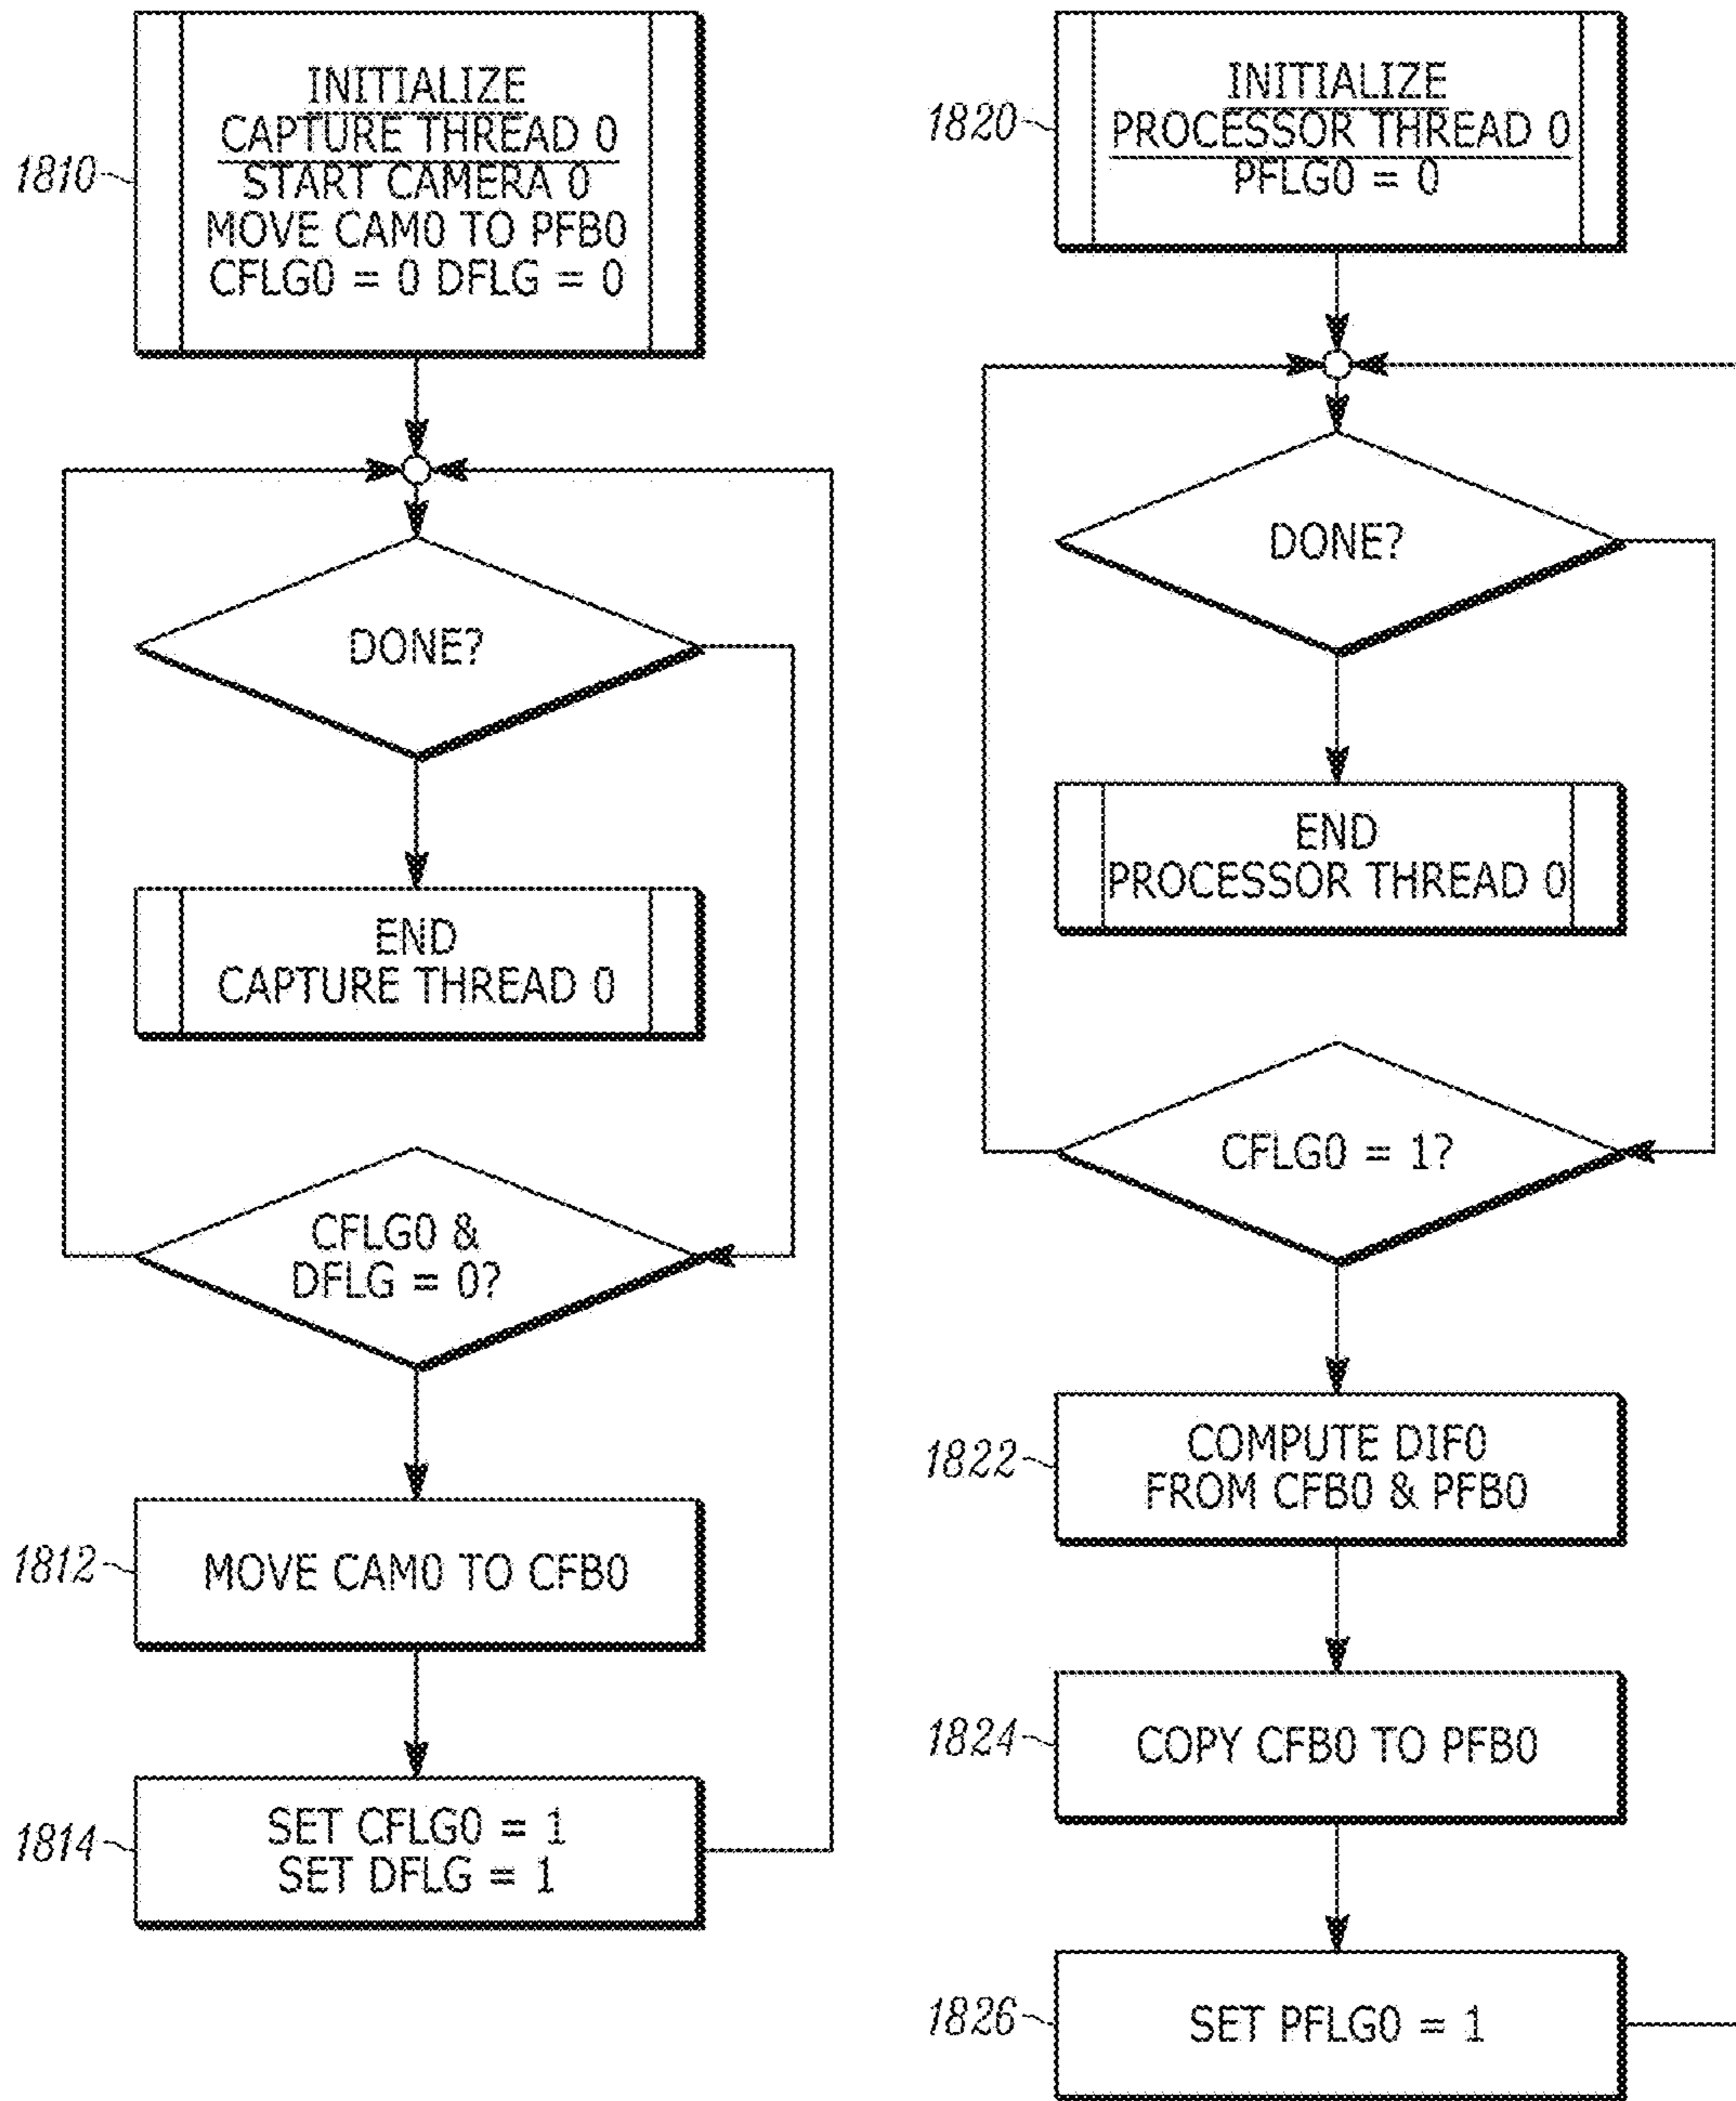 1810
INITIALIZE
CAPTURE THREAD 0
START CAMERA 0
MOVE CAM0 TO PFB0
CFLG0 = 0 DFLG = 0
DONE?
END
CAPTURE THREAD 0
CFLG0 &
DFLG = 0?
1812
MOVE CAM0 TO CFB0
1814
SET CFLG0 = 1
SET DFLG = 1
1820
INITIALIZE
PROCESSOR THREAD 0
PFLG0 = 0
DONE?
END
PROCESSOR THREAD 0
CFLG0 = 1?
1822
COMPUTE DIF0
FROM CFB0 & PFB0
1824
COPY CFB0 TO PFB0
1826
SET PFLG0 = 1